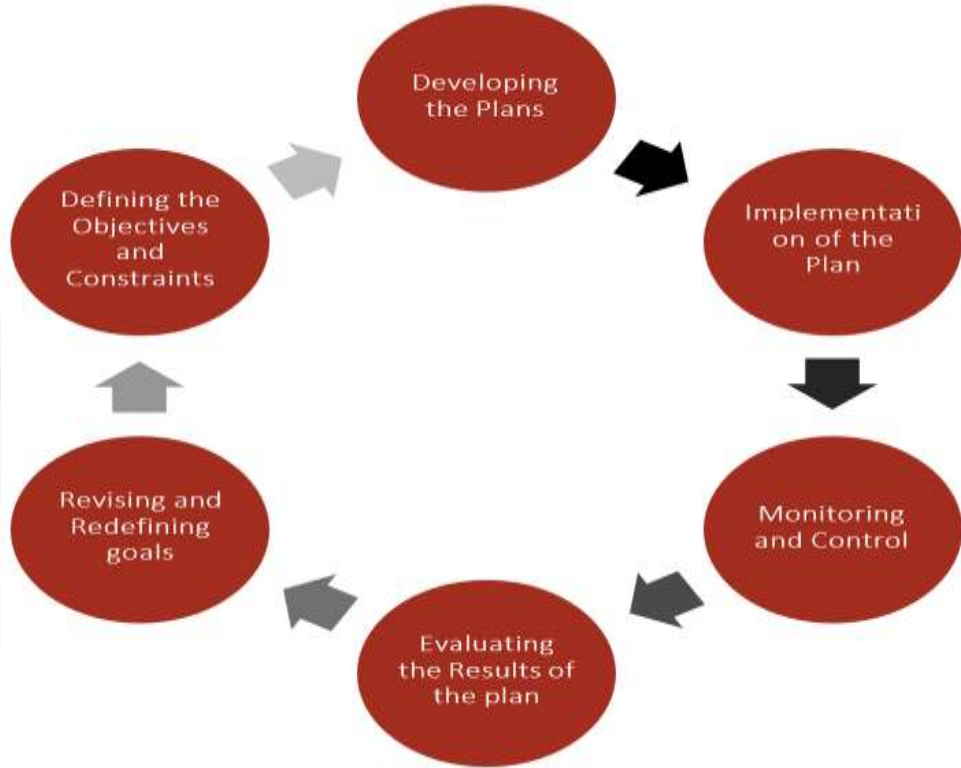 Developing
the Plans
Implementati
on of the
Plan
Monitoring
and Control
Evaluating
the Results of
the plan
Revising and
Redefining
goals
Defining the
Objectives
and
Constraints